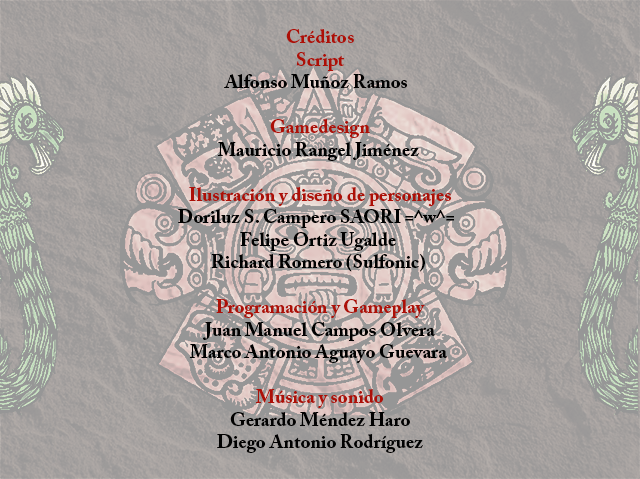 Créditos
Script
Alfonso Muñoz Ramos
Gamedesign
Mauricio Rangel Jiménez
Ilustración y diseño de personajes
Doriluz S. Campero SAORI =^w^=
Felipe Ortiz Ugalde
Richard Romero (Sulfonic)
Programación y Gameplay
Juan Manuel Campos Olvera
Marco Antonio Aguayo Guevara
Música y sonido
Gerardo Méndez Haro
Diego Antonio Rodríguez